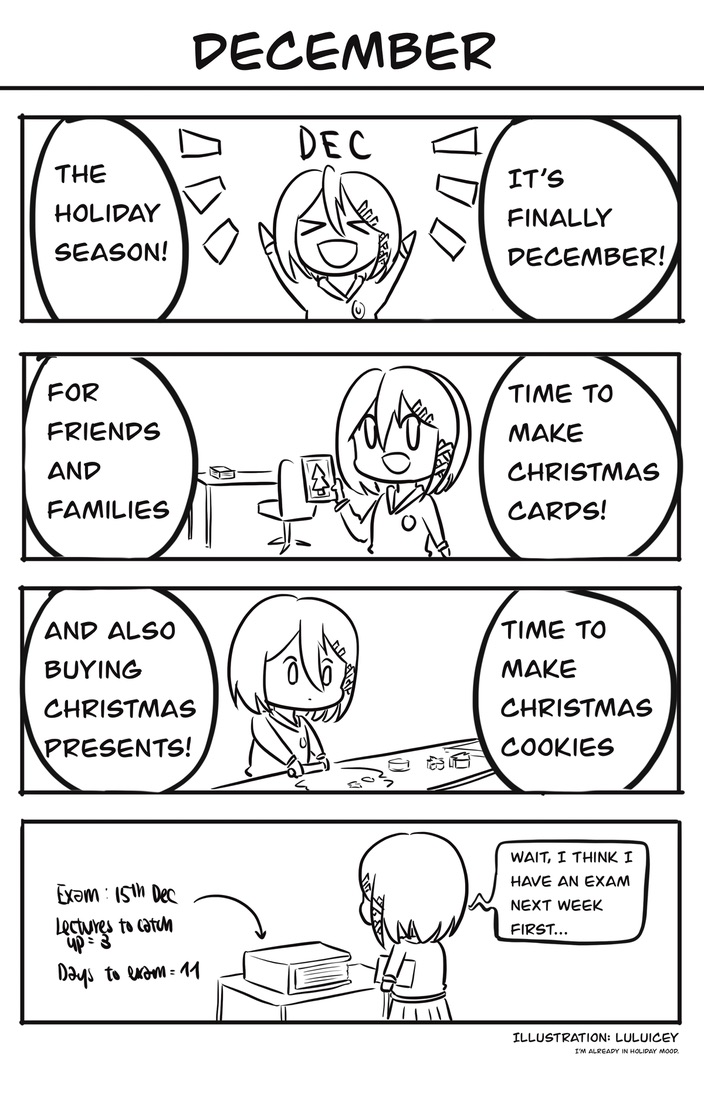 DECEMBER
DEC
IT'S
FINALLY
DECEMBER!
THE
HOLIDAY
SEASON!
TIME TO
MAKE
CHRISTMAS
CARDS!
FOR
FRIENDS
AND
FAMILIES
TIME TO
MAKE
CHRISTMAS
COOKIES
AND ALSO
BUYING
CHRISTMAS
PRESENTS!
WAIT, I THINK I
HAVE AN EXAM
NEXT WEEK
FIRST...
Exam : 15th Dec
Lectures to catch
up = 3
Days to exam = 11
ILLUSTRATION: LULUICEY
I'M ALREADY IN HOLIDAY MOOD.